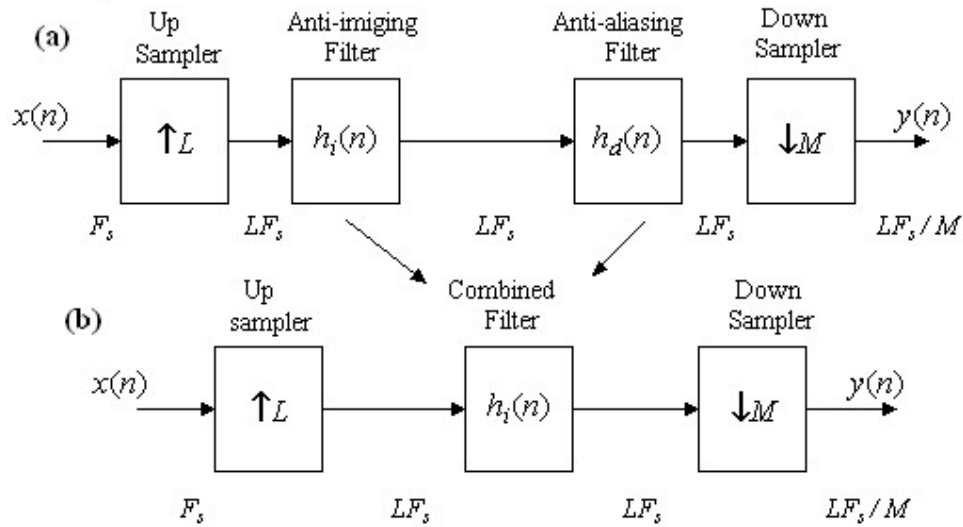 (a)
Up
Sampler
Anti-imiging
Filter
Anti-aliasing
Filter
Down
Sampler
x(n)
↑L
h_i(n)
h_d(n)
↓M
y(n)
F_s
LF_s
LF_s
LF_s
LF_s/M
(b)
Up
sampler
Combined
Filter
Down
Sampler
x(n)
↑L
h_i(n)
↓M
y(n)
F_s
LF_s
LF_s
LF_s/M